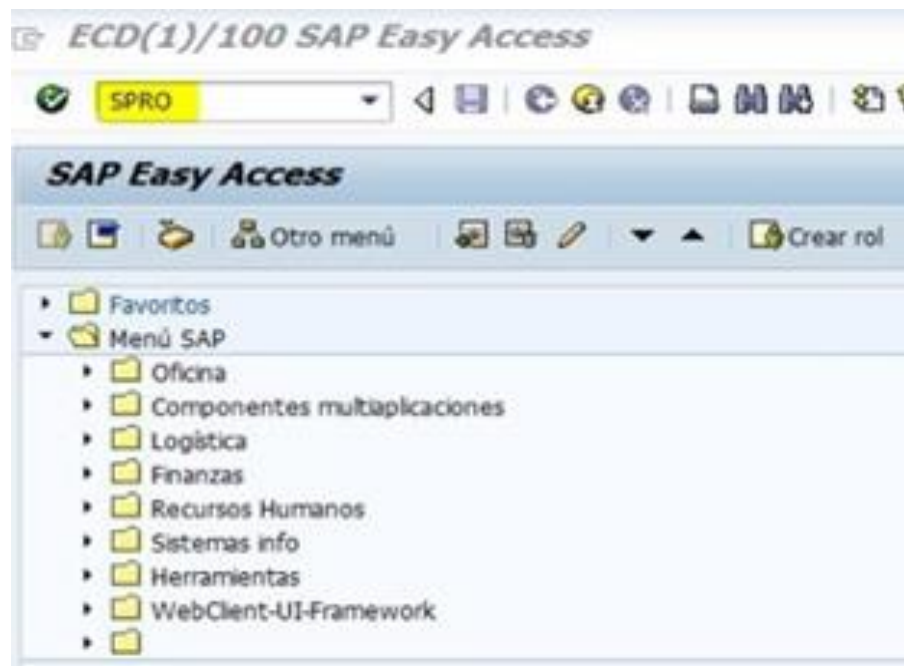 ECD(1)/100 SAP Easy Access
SPRO
SAP Easy Access
Otro menú Crear rol
Favoritos
Menú SAP
Oficina
Componentes multiaplicaciones
Logística
Finanzas
Recursos Humanos
Sistemas info
Herramientas
WebClient-UI-Framework